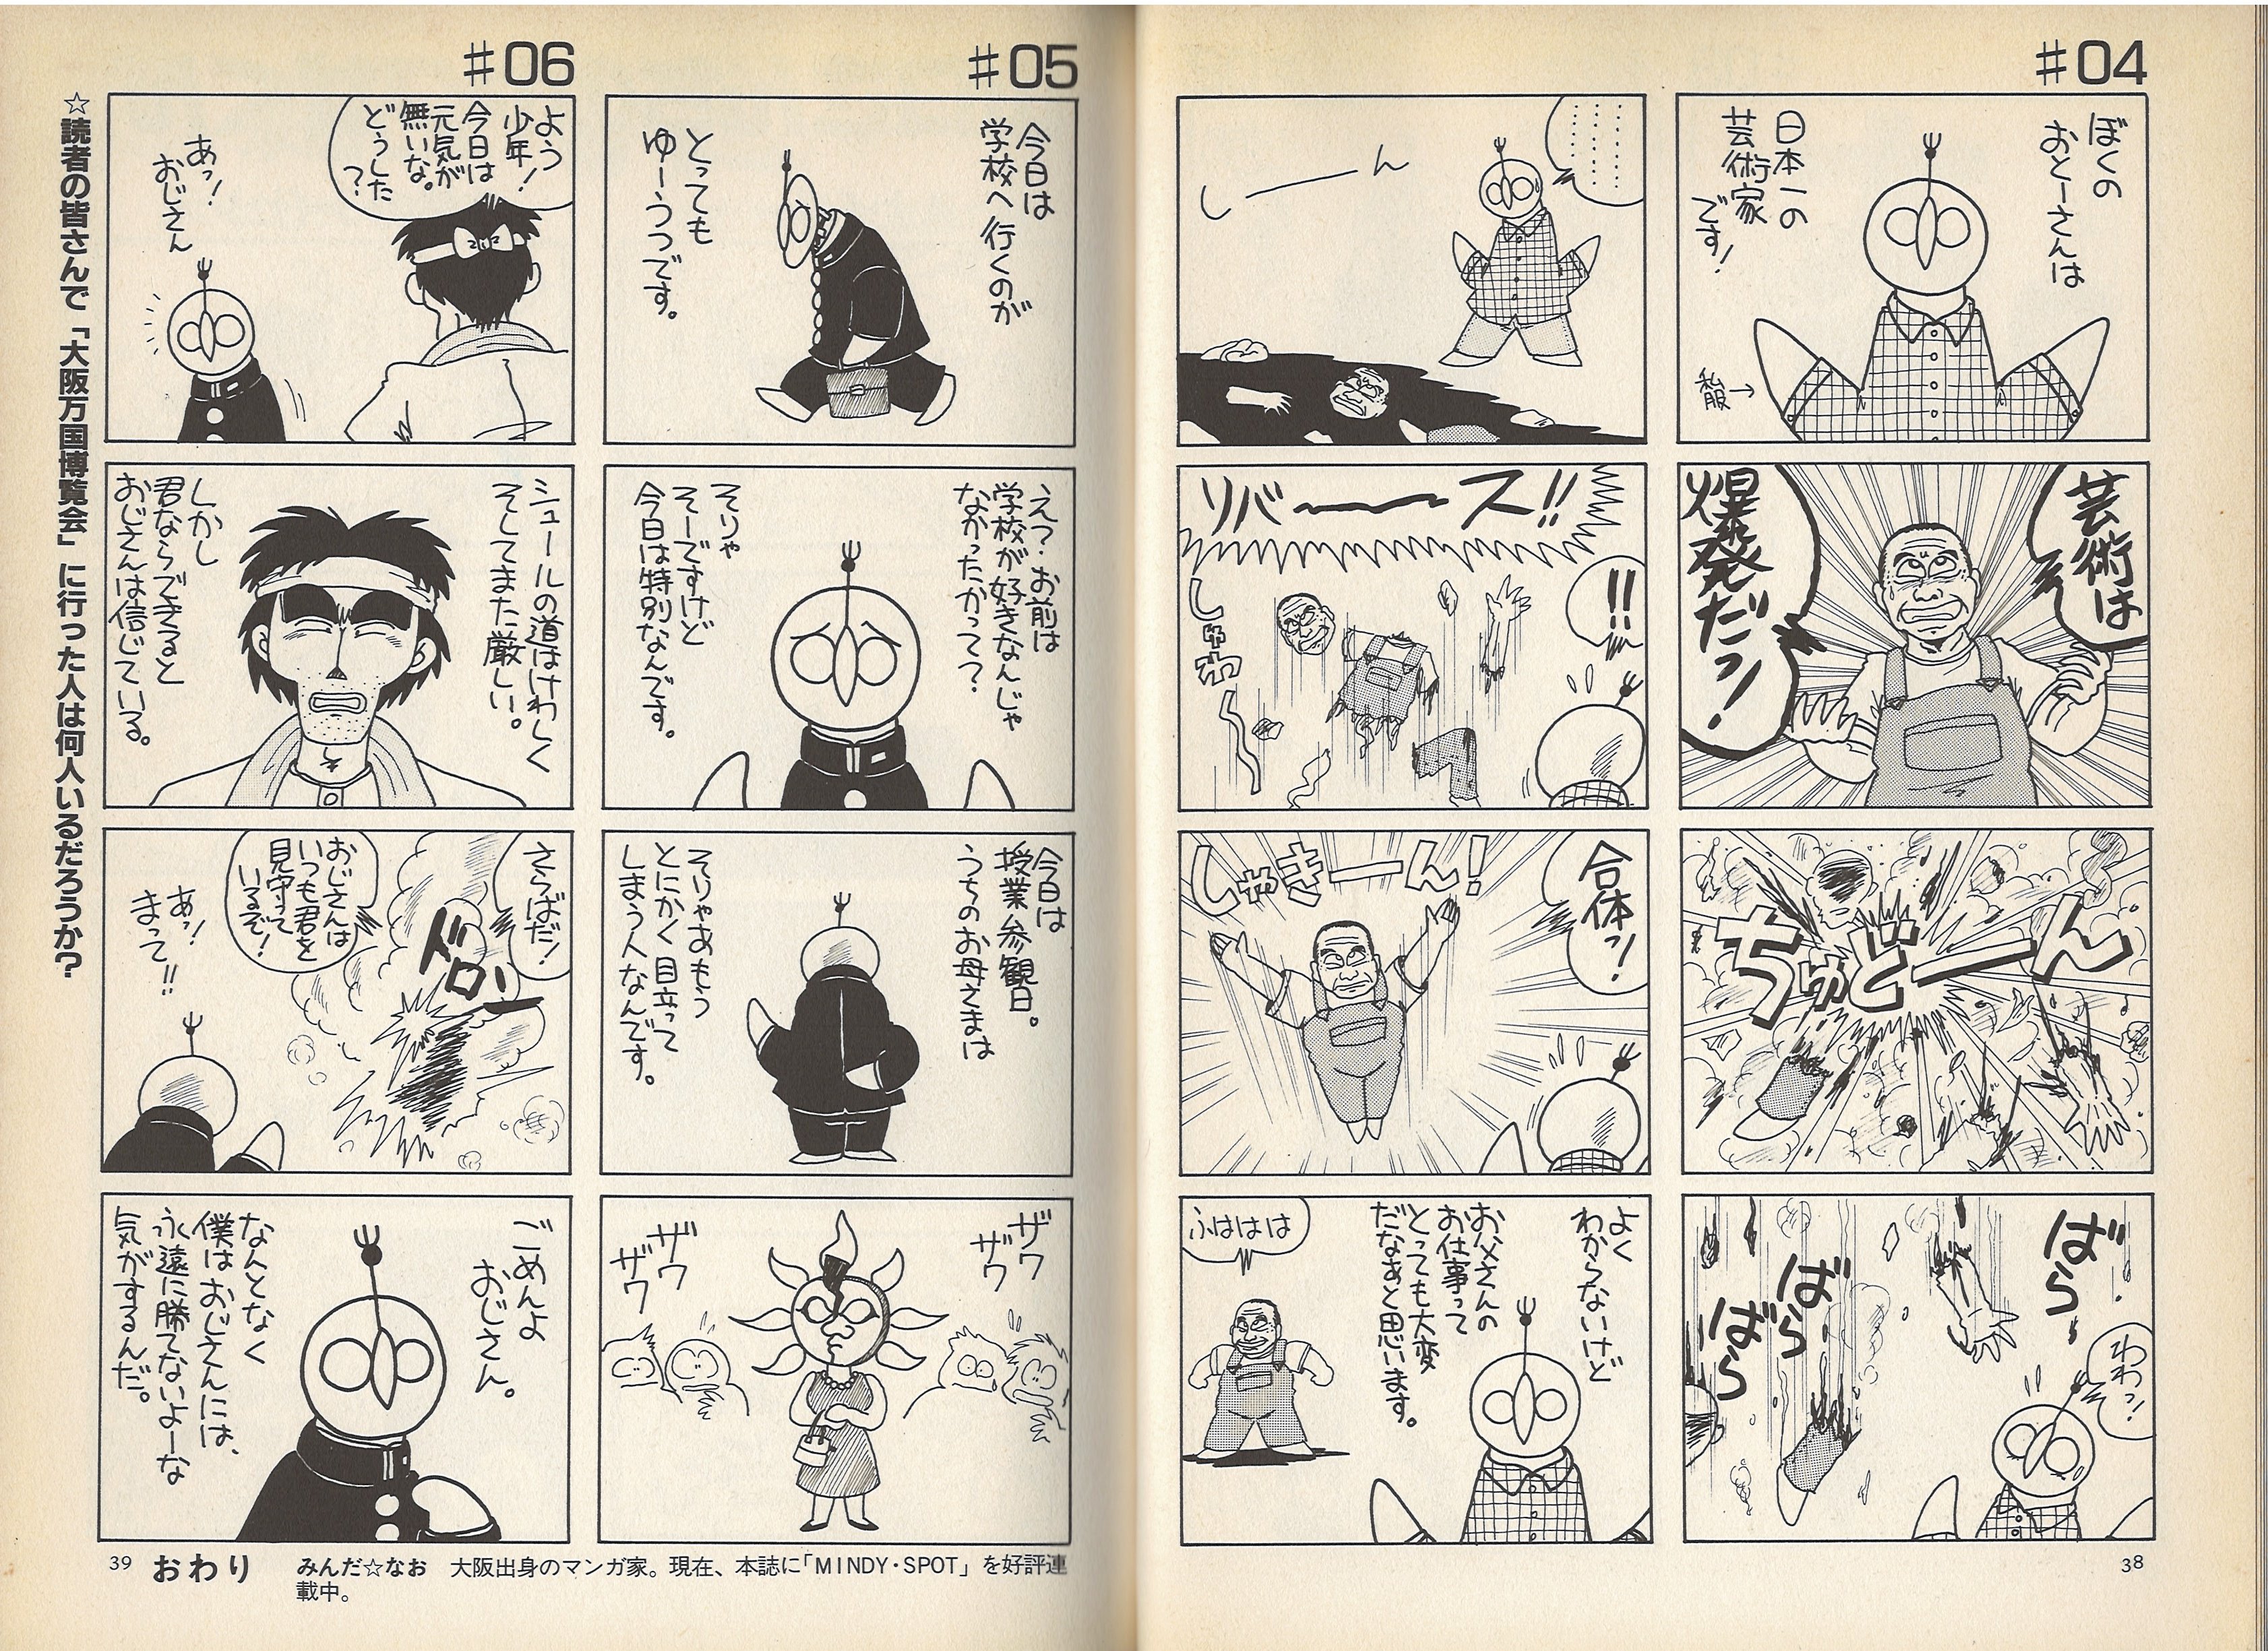 #04
ぼくの
おとーさんは
日本一の
芸術家
です!
私服→
芸術は
爆発だっ!
ちゅどーん
ばら
ばら
ばら
わわっ!
…… ……
しーーん
リバーース!!
!!
しゅわ
合体っ!
しゃきーん!
よく
わからないけど
お父さんの
お仕事って
とっても大変
だなあと思います。
ふははは
38
#05
今日は
学校へ行くのが
とっても
ゆーうつです。
え?お前は
学校が好きなんじゃ
なかったかって?
そりゃ
そーですけど
今日は特別なんです。
今日は
授業参観日。
うちのお母さまは
そりゃあもう
とにかく目立って
しまう人なんです。
ザワ
ザワ
ザワ
ザワ
#06
よう
少年!
今日は
元気が
無いな。
どうした
?
あっ!
おじさん
シュールの道はけわしく
そしてまた厳しい。
しかし
君ならできると
おじさんは信じている。
さらばだ!
ドロン
おじさんは
いつも君を
見守って
いるぞ!
あっ!
まって!!
ごめんよ
おじさん。
なんとなく
僕はおじさんには、
永遠に勝てないよーな
気がするんだ。
☆読者の皆さんで「大阪万国博覧会」に行った人は何人いるだろうか?
39 おわり みんだ☆なお 大阪出身のマンガ家。現在、本誌に「MINDY・SPOT」を好評連
載中。